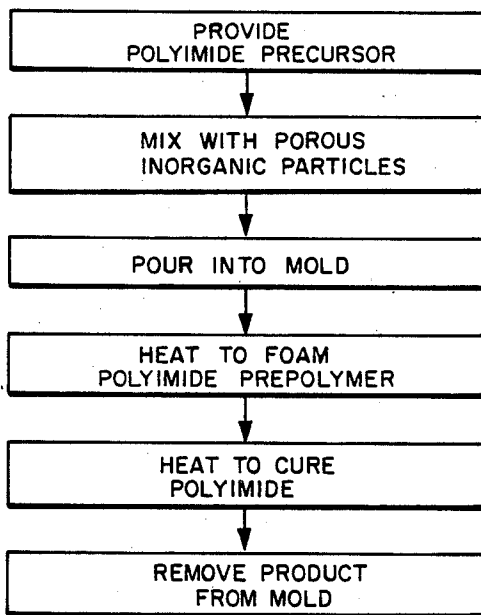 PROVIDE
POLYIMIDE PRECURSOR
MIX WITH POROUS
INORGANIC PARTICLES
POUR INTO MOLD
HEAT TO FOAM
POLYIMIDE PREPOLYMER
HEAT TO CURE
POLYIMIDE
REMOVE PRODUCT
FROM MOLD